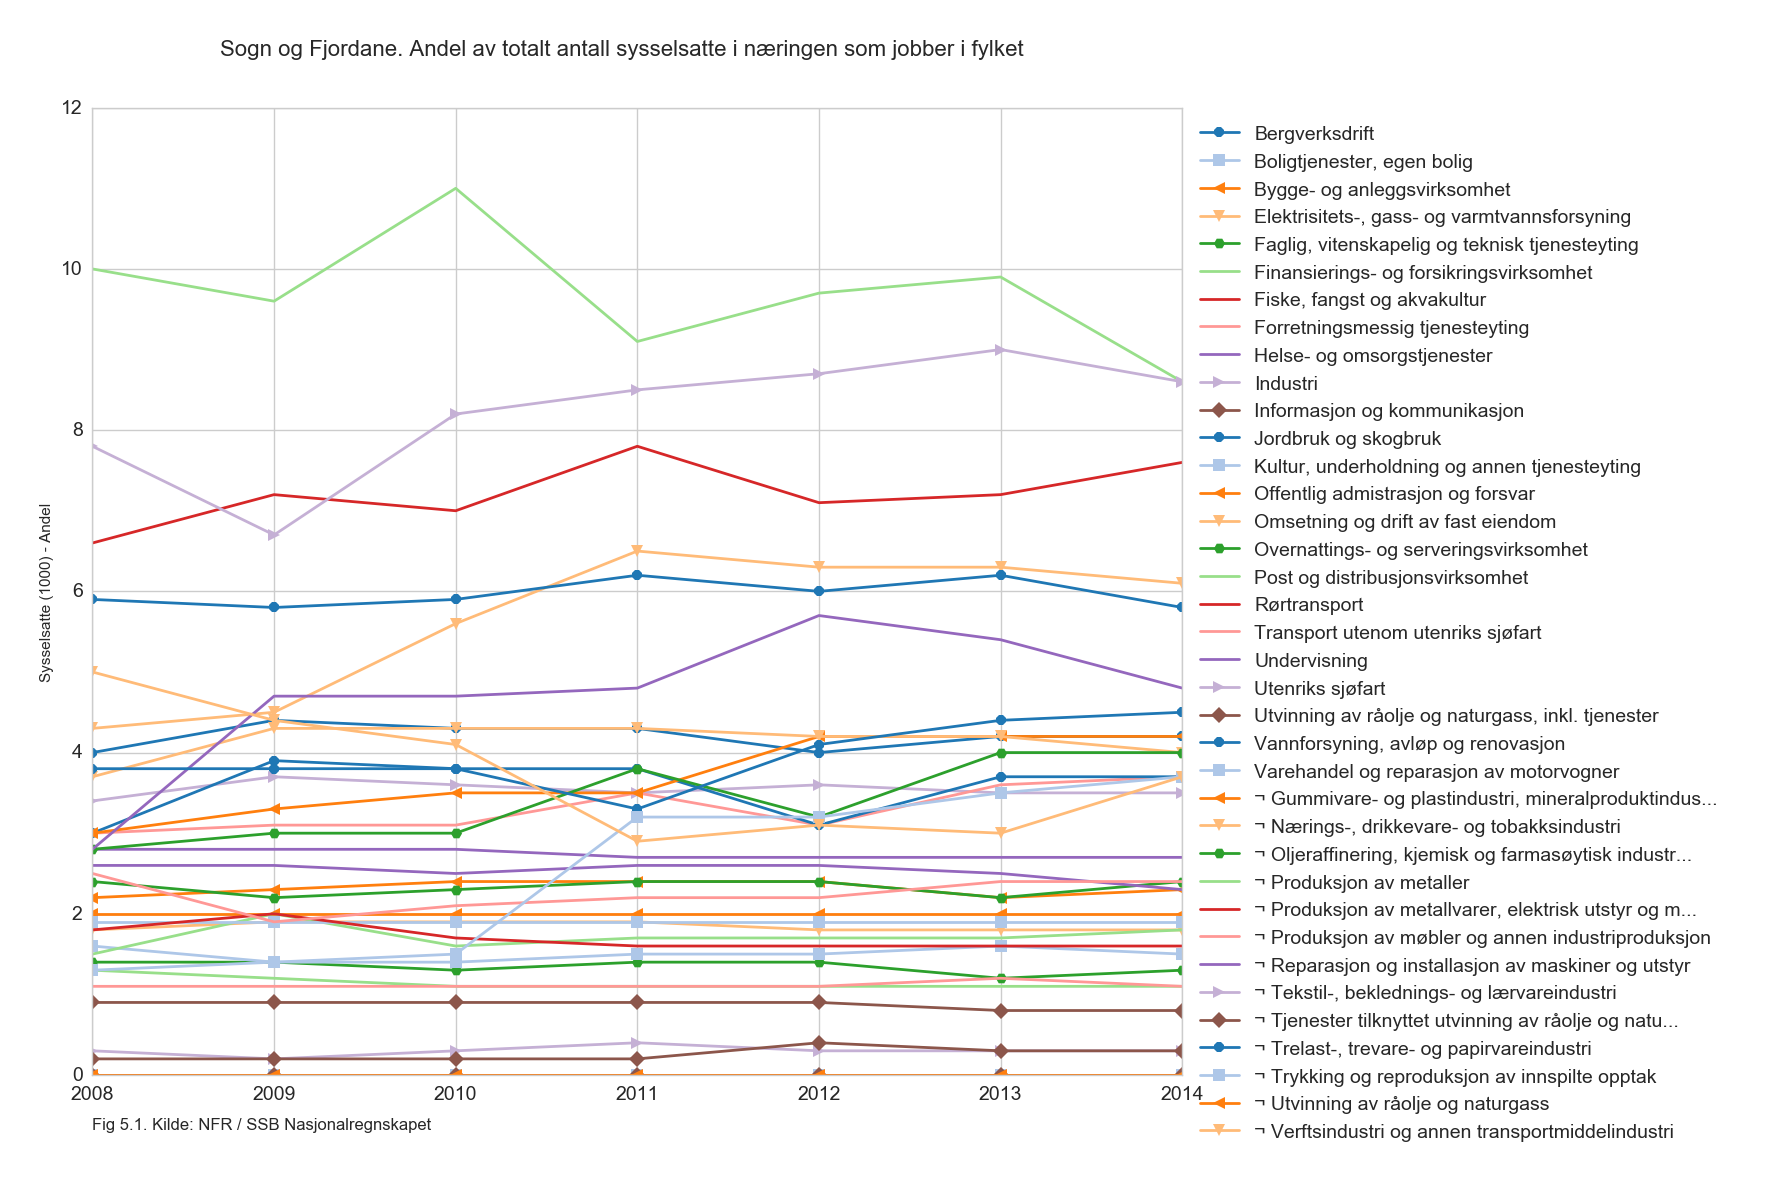 Sogn og Fjordane. Andel av totalt antall sysselsatte i næringen som jobber i fylket
12
10
8
6
4
2
0
Sysselsatte (1000) - Andel
2008 2009 2010 2011 2012 2013 2014
Fig 5.1. Kilde: NFR / SSB Nasjonalregnskapet
Bergverksdrift
Boligtjenester, egen bolig
Bygge- og anleggsvirksomhet
Elektrisitets-, gass- og varmtvannsforsyning
Faglig, vitenskapelig og teknisk tjenesteyting
Finansierings- og forsikringsvirksomhet
Fiske, fangst og akvakultur
Forretningsmessig tjenesteyting
Helse- og omsorgstjenester
Industri
Informasjon og kommunikasjon
Jordbruk og skogbruk
Kultur, underholdning og annen tjenesteyting
Offentlig admistrasjon og forsvar
Omsetning og drift av fast eiendom
Overnattings- og serveringsvirksomhet
Post og distribusjonsvirksomhet
Rørtransport
Transport utenom utenriks sjøfart
Undervisning
Utenriks sjøfart
Utvinning av råolje og naturgass, inkl. tjenester
Vannforsyning, avløp og renovasjon
Varehandel og reparasjon av motorvogner
¬ Gummivare- og plastindustri, mineralproduktindus...
¬ Nærings-, drikkevare- og tobakksindustri
¬ Oljeraffinering, kjemisk og farmasøytisk industr...
¬ Produksjon av metaller
¬ Produksjon av metallvarer, elektrisk utstyr og m...
¬ Produksjon av møbler og annen industriproduksjon
¬ Reparasjon og installasjon av maskiner og utstyr
¬ Tekstil-, beklednings- og lærvareindustri
¬ Tjenester tilknyttet utvinning av råolje og natu...
¬ Trelast-, trevare- og papirvareindustri
¬ Trykking og reproduksjon av innspilte opptak
¬ Utvinning av råolje og naturgass
¬ Verftsindustri og annen transportmiddelindustri